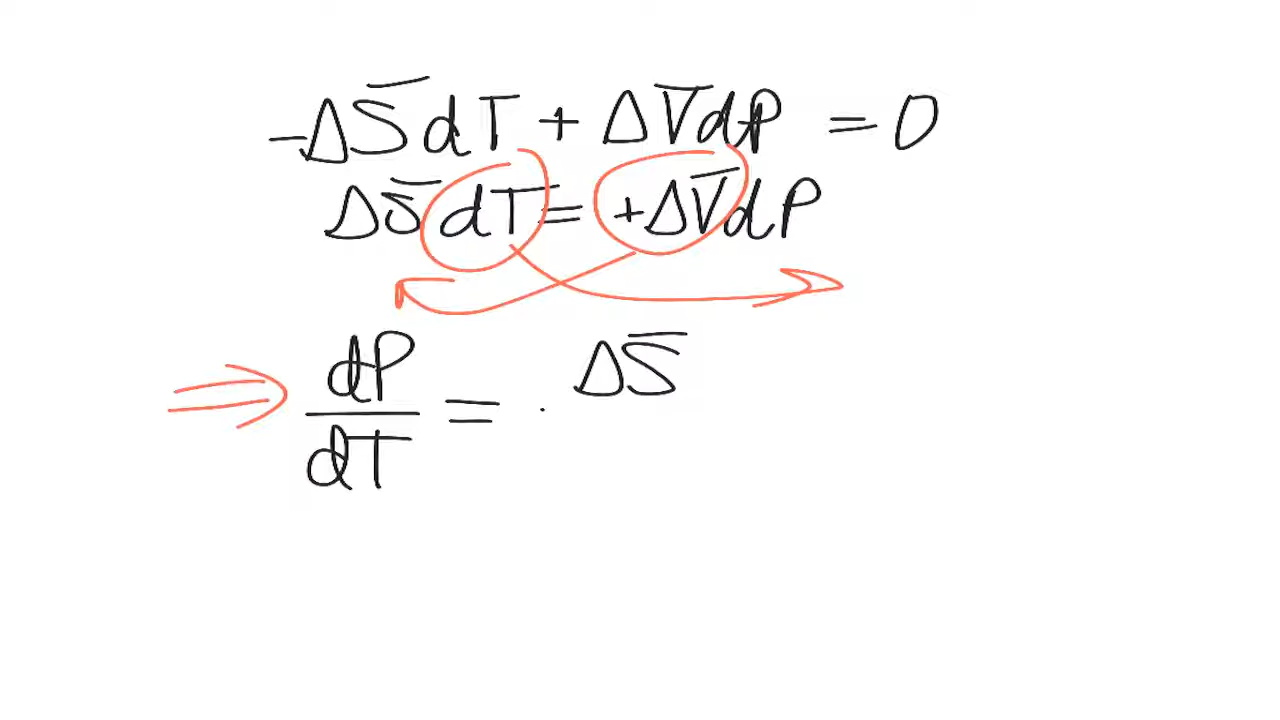 -ΔS̅dT + ΔV̅dP = 0
ΔS̅dT = +ΔV̅dP
⇒ dP/dT = ΔS̅